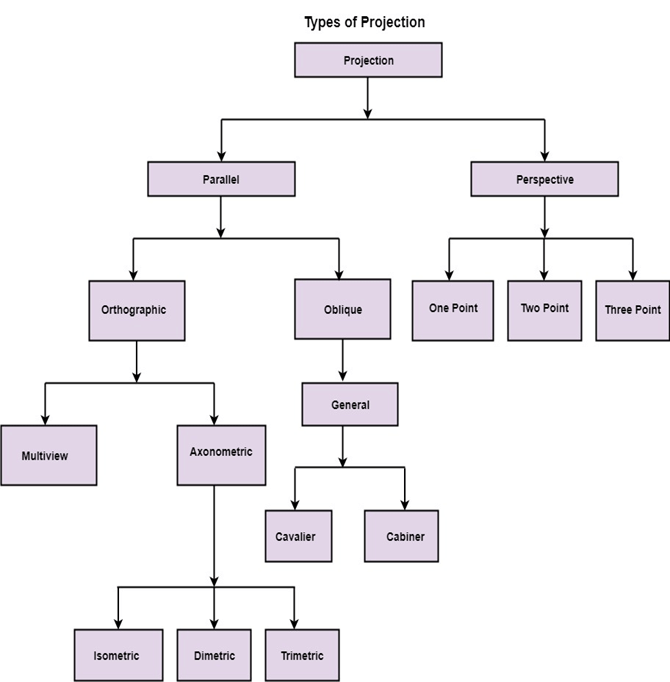 Types of Projection
Projection
Parallel
Perspective
Orthographic
Oblique
One Point
Two Point
Three Point
General
Multiview
Axonometric
Cavalier
Cabiner
Isometric
Dimetric
Trimetric